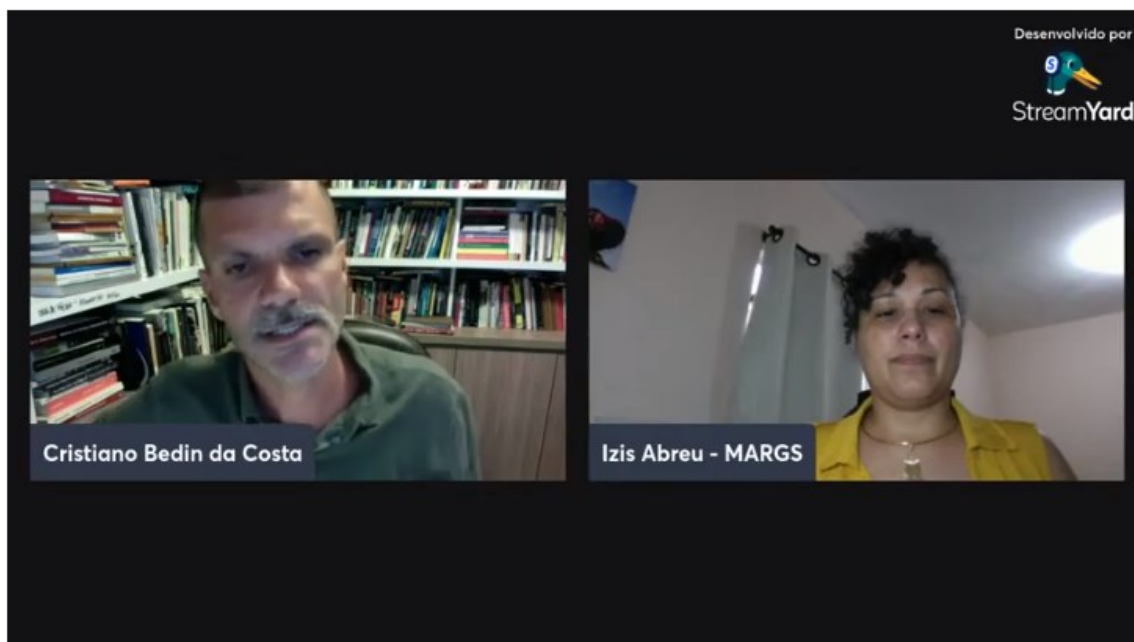 Desenvolvido por
S
StreamYard
Cristiano Bedin da Costa
Izis Abreu - MARGS